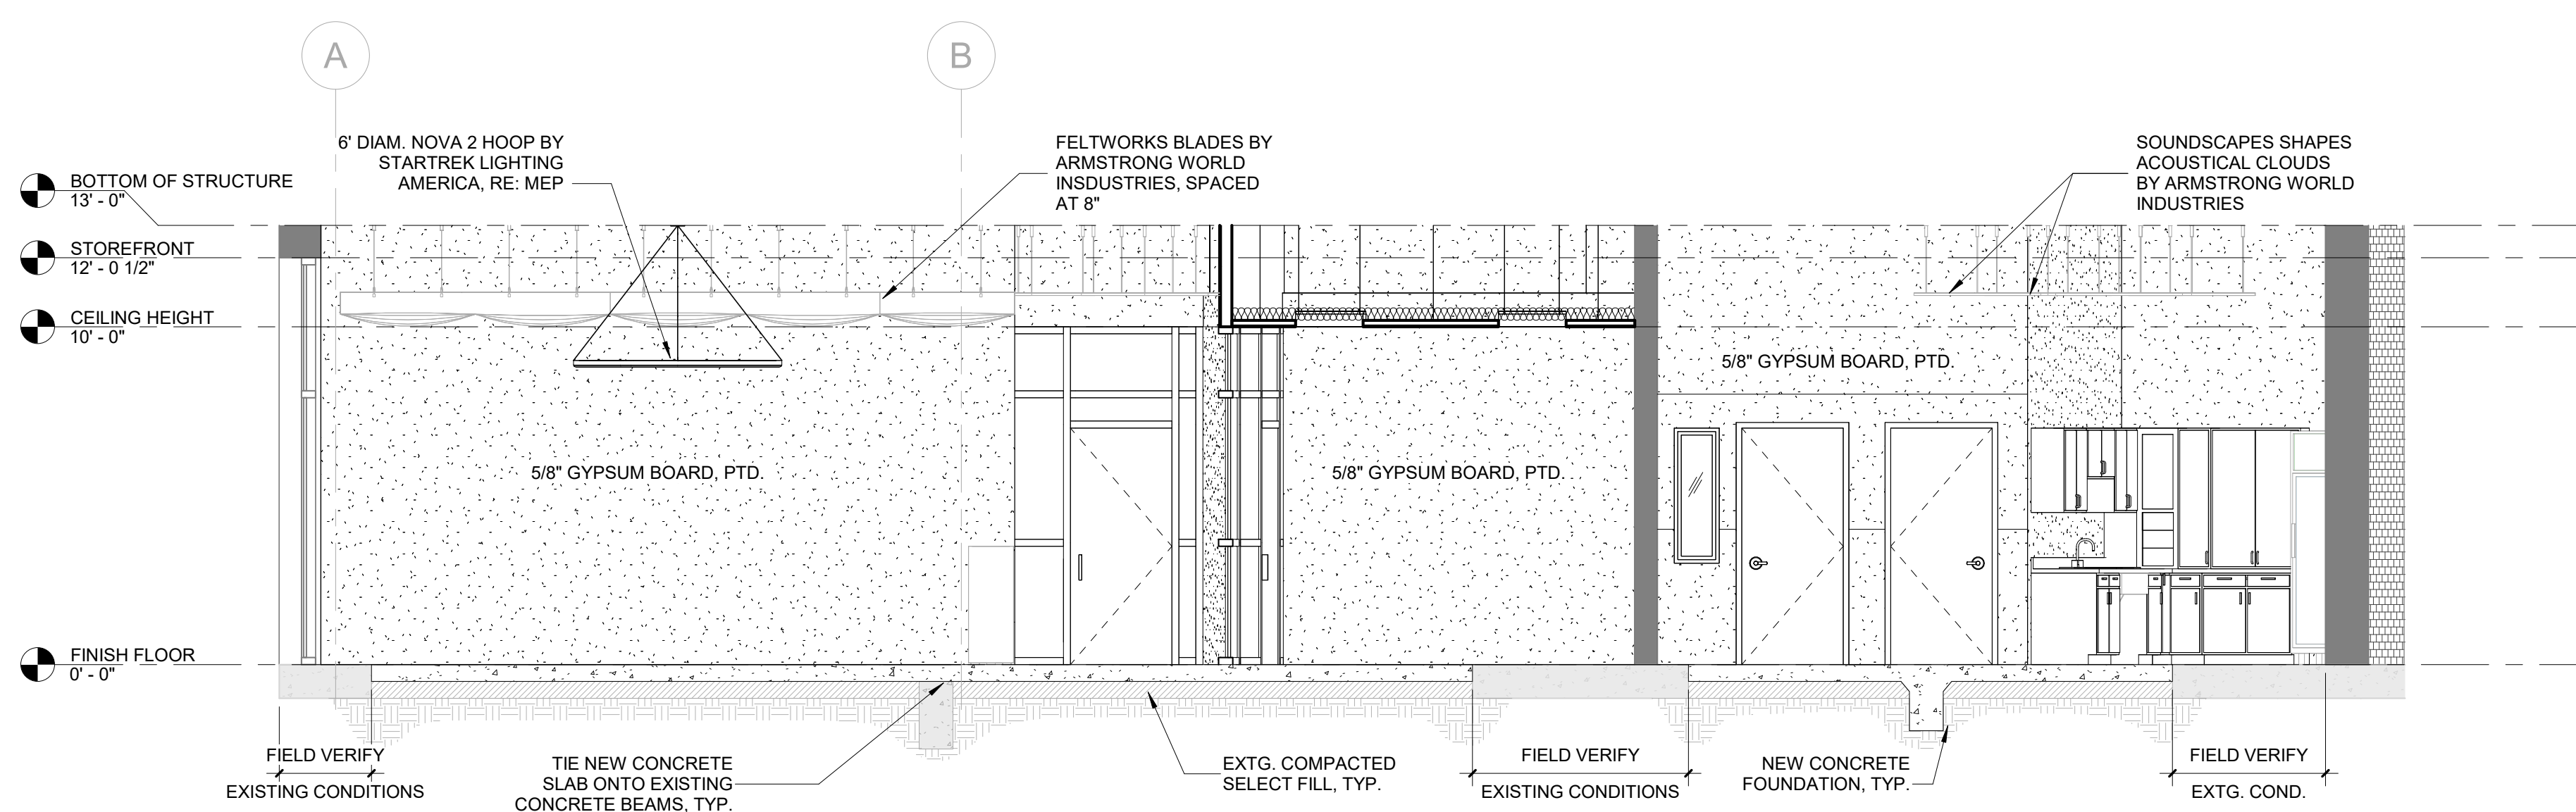 A
B
6' DIAM. NOVA 2 HOOP BY
STARTREK LIGHTING
AMERICA, RE: MEP
FELTWORKS BLADES BY
ARMSTRONG WORLD
INSDUSTRIES, SPACED
AT 8"
SOUNDSCAPES SHAPES
ACOUSTICAL CLOUDS
BY ARMSTRONG WORLD
INDUSTRIES
BOTTOM OF STRUCTURE
13' - 0"
STOREFRONT
12' - 0 1/2"
CEILING HEIGHT
10' - 0"
5/8" GYPSUM BOARD, PTD.
5/8" GYPSUM BOARD, PTD.
5/8" GYPSUM BOARD, PTD.
FINISH FLOOR
0' - 0"
FIELD VERIFY
EXISTING CONDITIONS
TIE NEW CONCRETE
SLAB ONTO EXISTING
CONCRETE BEAMS, TYP.
EXTG. COMPACTED
SELECT FILL, TYP.
FIELD VERIFY
EXISTING CONDITIONS
NEW CONCRETE
FOUNDATION, TYP.
FIELD VERIFY
EXTG. COND.